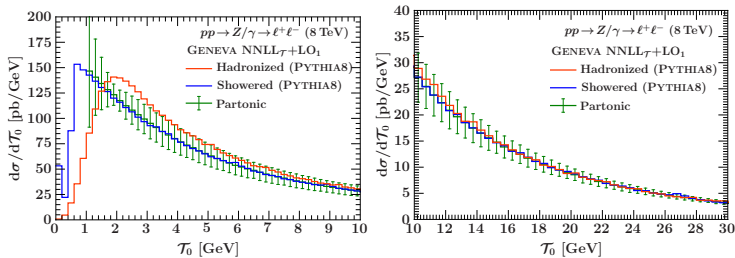 pp → Z/γ → ℓ⁺ℓ⁻ (8 TeV)
GENEVA NNLL𝒯+LO₁
Hadronized (PYTHIA8)
Showered (PYTHIA8)
Partonic
dσ/d𝒯₀ [pb/GeV]
200
175
150
125
100
75
50
25
0
0 1 2 3 4 5 6 7 8 9 10
𝒯₀ [GeV]
pp → Z/γ → ℓ⁺ℓ⁻ (8 TeV)
GENEVA NNLL𝒯+LO₁
Hadronized (PYTHIA8)
Showered (PYTHIA8)
Partonic
dσ/d𝒯₀ [pb/GeV]
40
35
30
25
20
15
10
5
0
10 12 14 16 18 20 22 24 26 28 30
𝒯₀ [GeV]